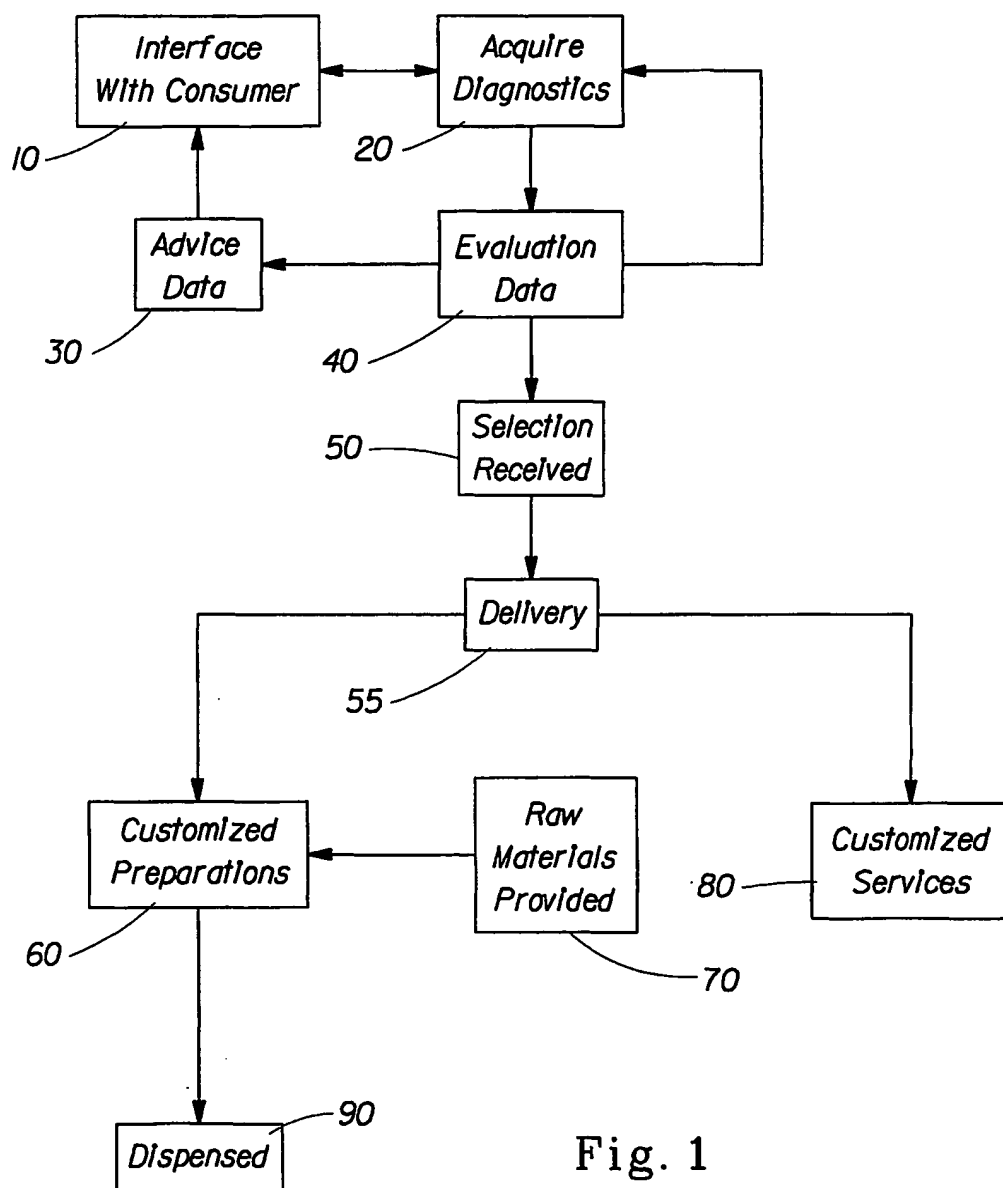 Interface
With Consumer
10
Acquire
Diagnostics
20
Advice
Data
30
Evaluation
Data
40
Selection
Received
50
Delivery
55
Customized
Preparations
60
Raw
Materials
Provided
70
Customized
Services
80
Dispensed
90
Fig. 1